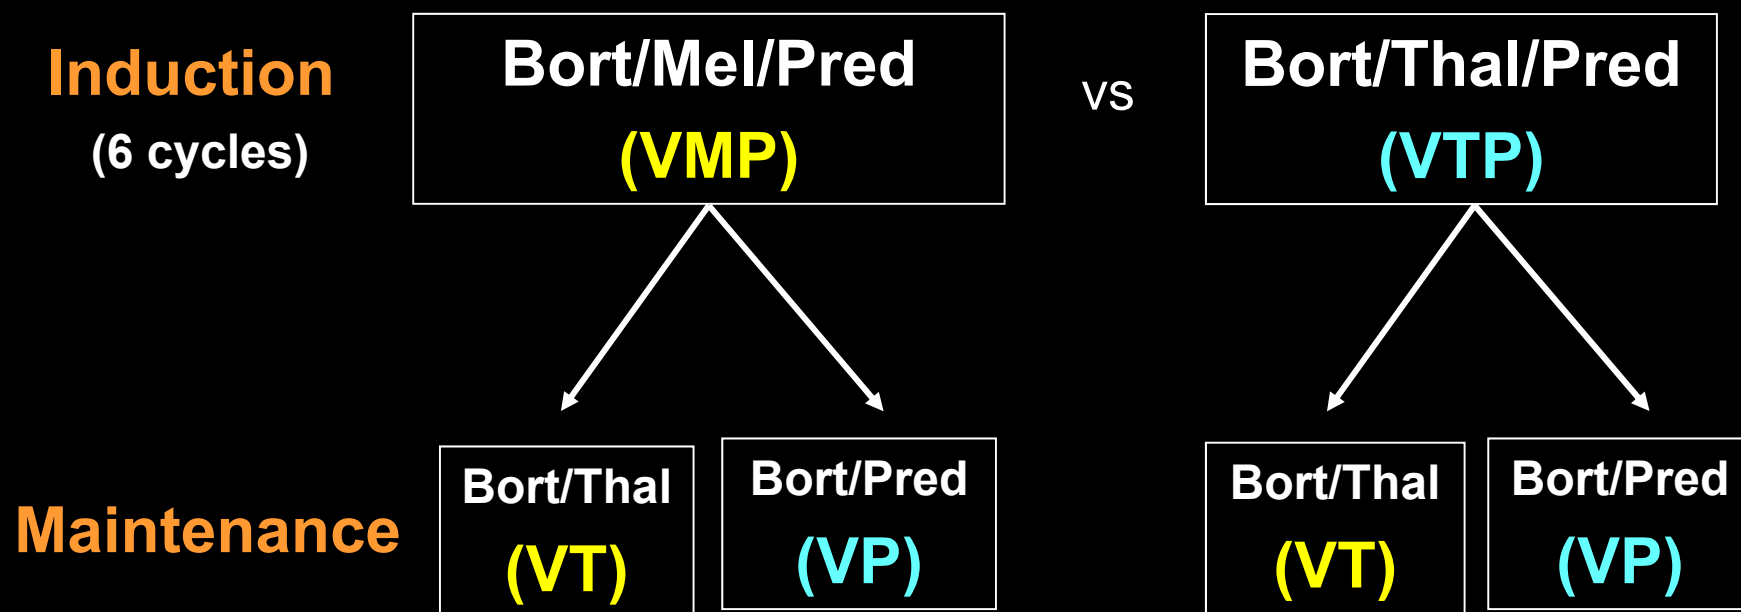 Induction
(6 cycles)
Bort/Mel/Pred
(VMP)
vs
Bort/Thal/Pred
(VTP)
Maintenance
Bort/Thal
(VT)
Bort/Pred
(VP)
Bort/Thal
(VT)
Bort/Pred
(VP)